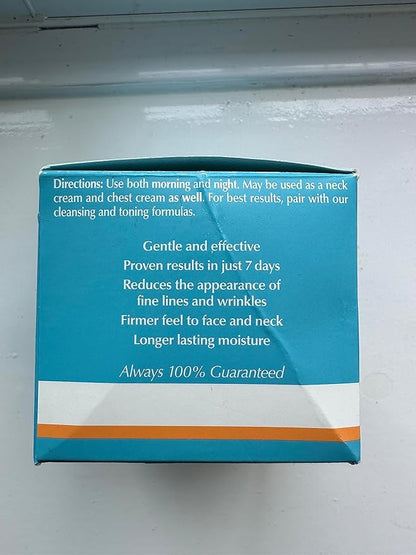 Directions: Use both morning and night. May be used as a neck
cream and chest cream as well. For best results, pair with our
cleansing and toning formulas.
Gentle and effective
Proven results in just 7 days
Reduces the appearance of
fine lines and wrinkles
Firmer feel to face and neck
Longer lasting moisture
Always 100% Guaranteed